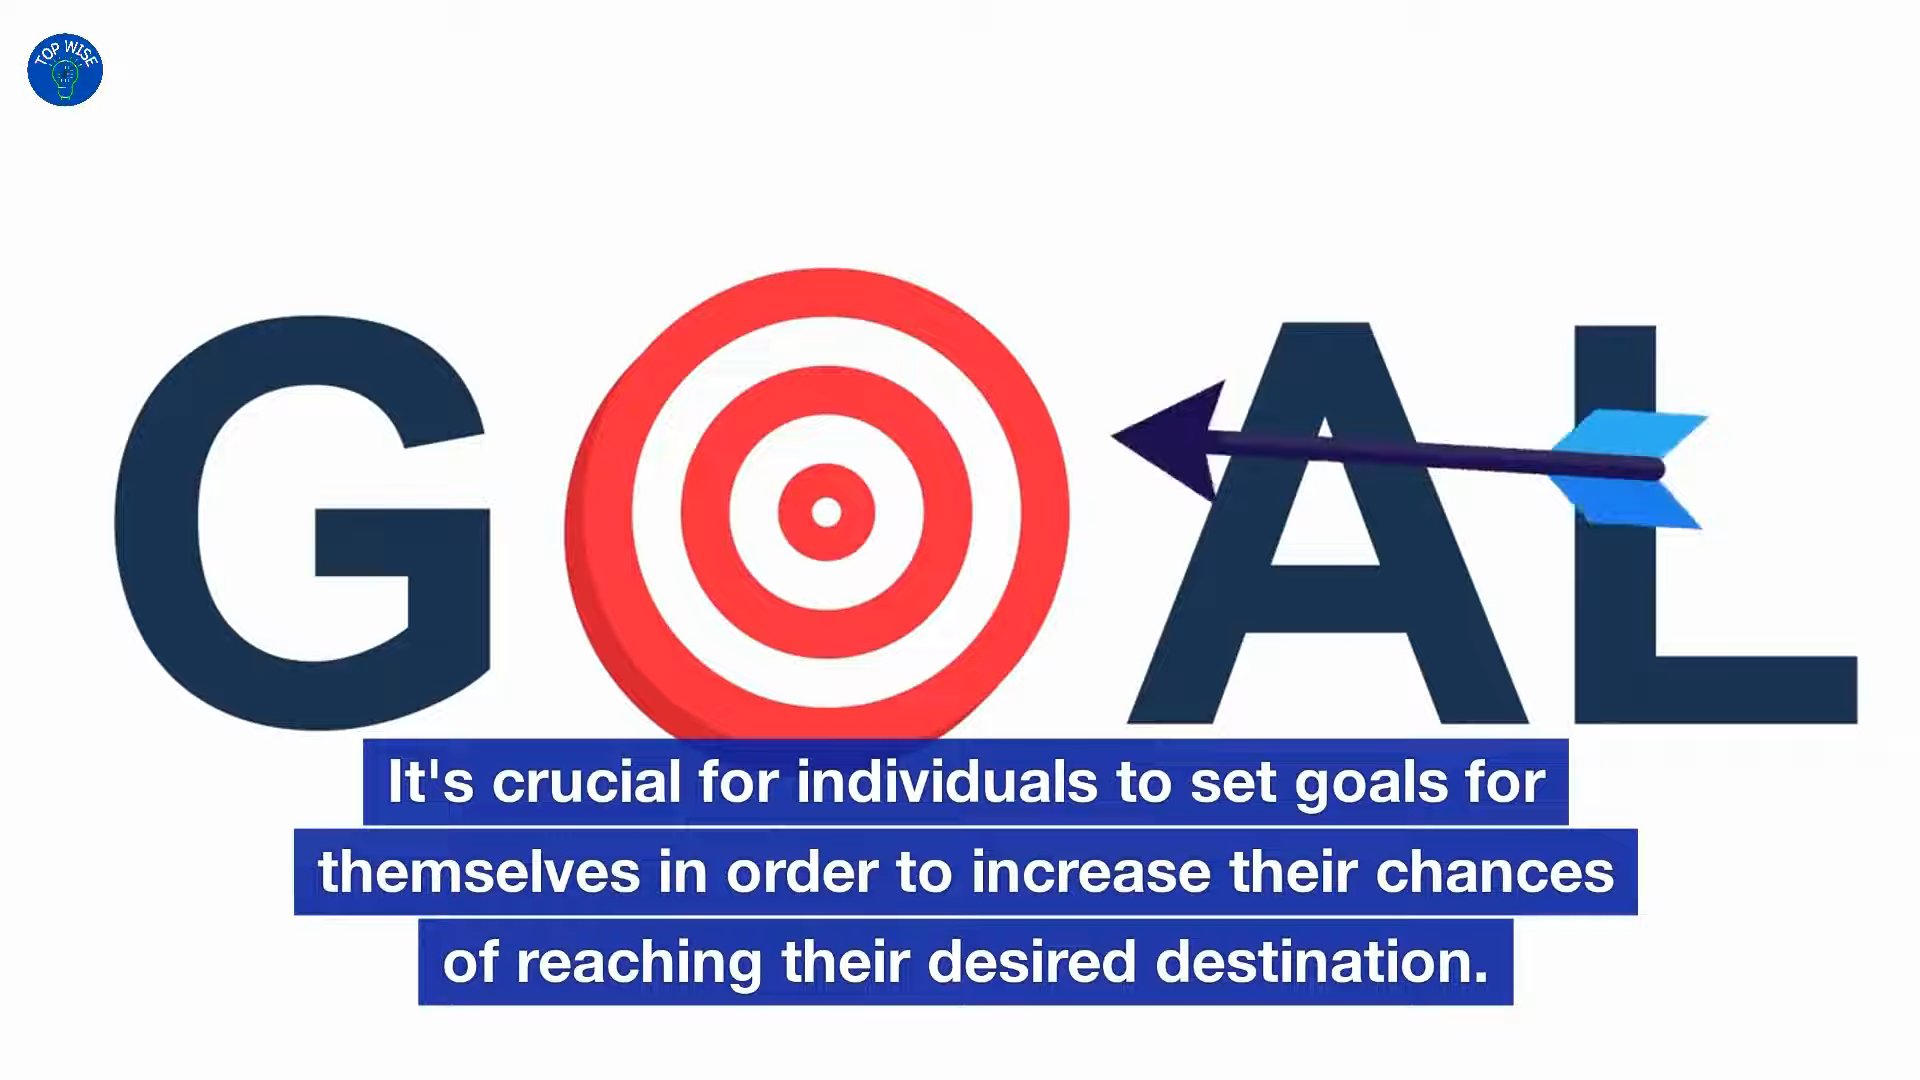 TOP WISE
GOAL
It's crucial for individuals to set goals for
themselves in order to increase their chances
of reaching their desired destination.